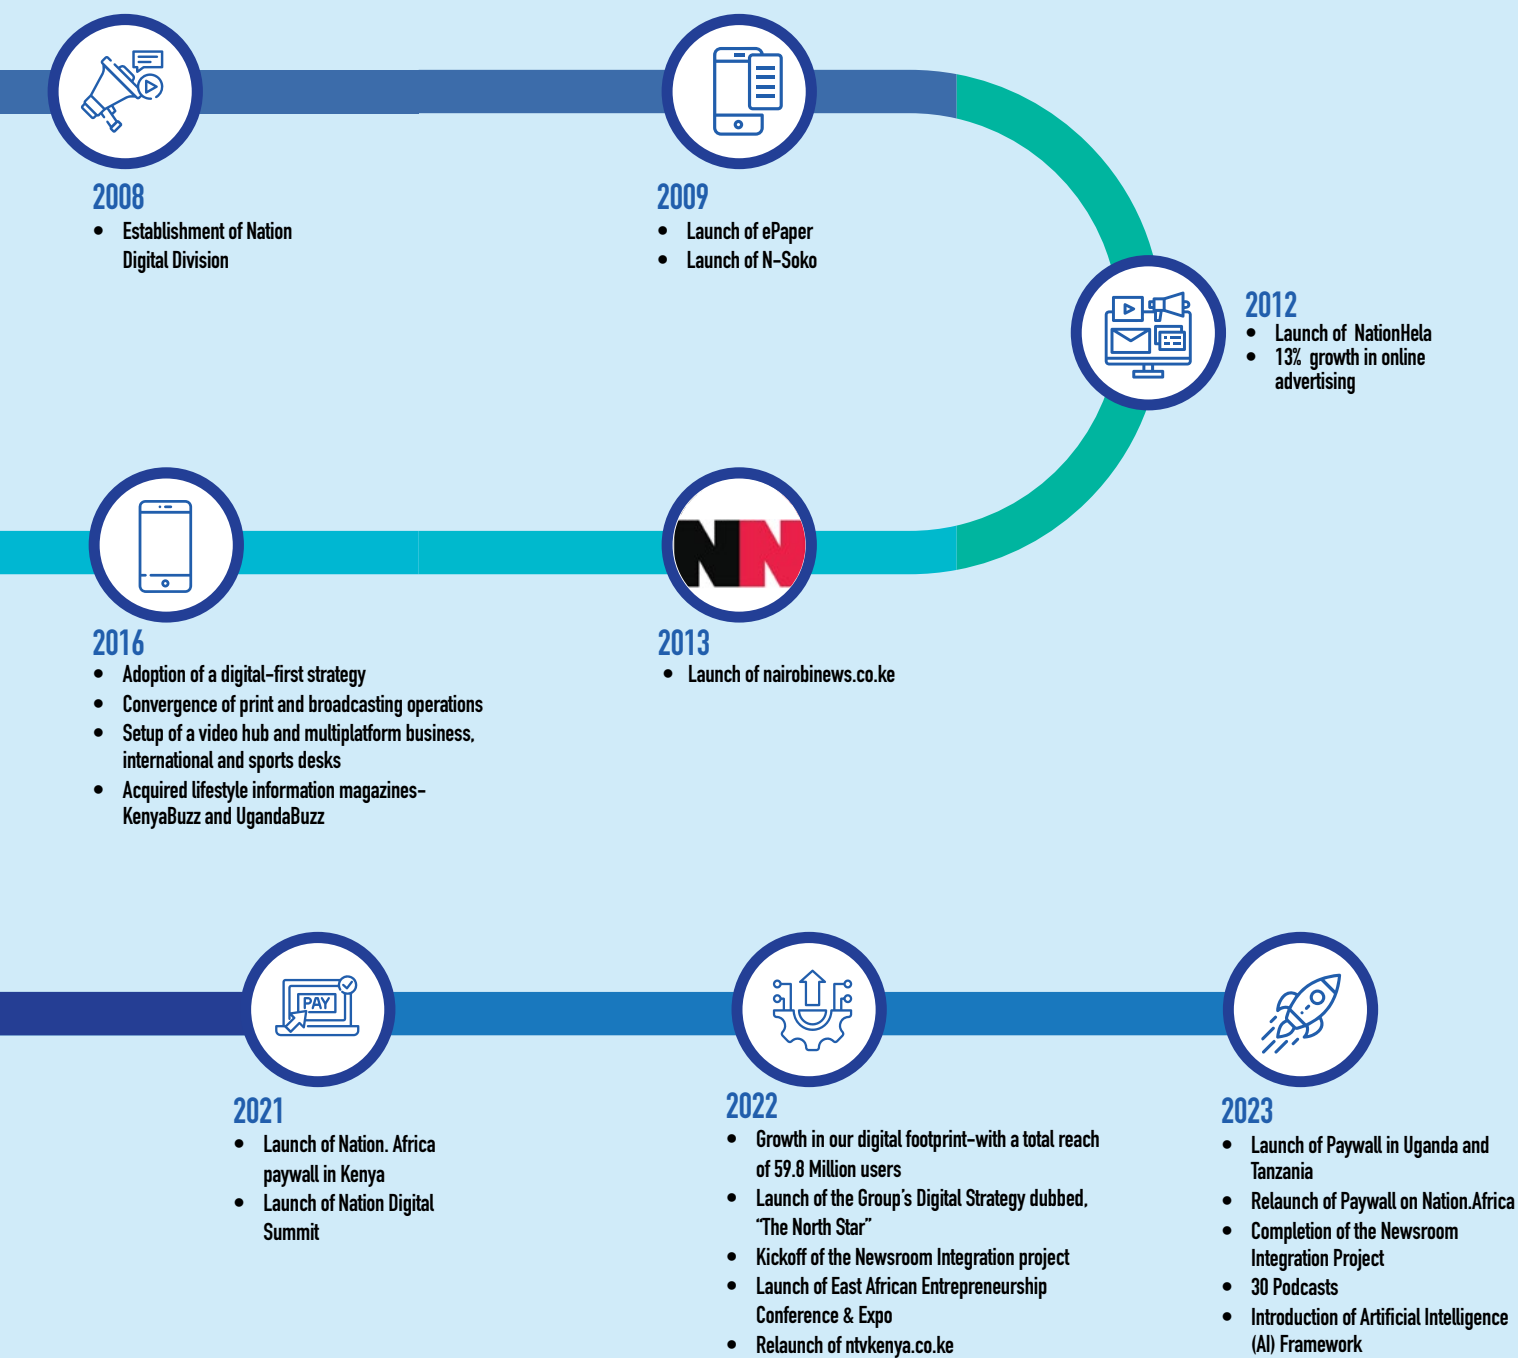 2008
• Establishment of Nation
Digital Division
2009
• Launch of ePaper
• Launch of N-Soko
2012
• Launch of NationHela
• 13% growth in online
advertising
2016
• Adoption of a digital-first strategy
• Convergence of print and broadcasting operations
• Setup of a video hub and multiplatform business,
international and sports desks
• Acquired lifestyle information magazines-
KenyaBuzz and UgandaBuzz
NN
2013
• Launch of nairobinews.co.ke
PAY
2021
• Launch of Nation. Africa
paywall in Kenya
• Launch of Nation Digital
Summit
2022
• Growth in our digital footprint-with a total reach
of 59.8 Million users
• Launch of the Group's Digital Strategy dubbed,
“The North Star”
• Kickoff of the Newsroom Integration project
• Launch of East African Entrepreneurship
Conference & Expo
• Relaunch of ntvkenya.co.ke
2023
• Launch of Paywall in Uganda and
Tanzania
• Relaunch of Paywall on Nation.Africa
• Completion of the Newsroom
Integration Project
• 30 Podcasts
• Introduction of Artificial Intelligence
(AI) Framework